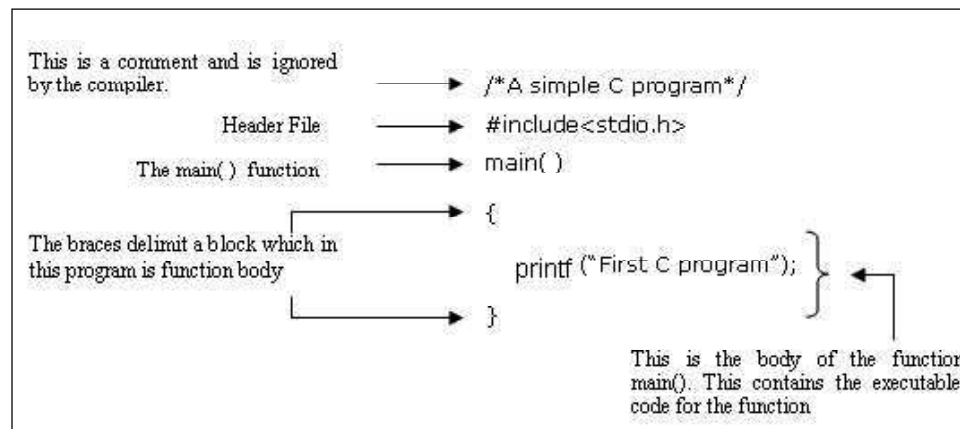 This is a comment and is ignored
by the compiler.
/*A simple C program*/
Header File
#include<stdio.h>
The main( ) function
main( )
{
The braces delimit a block which in
this program is function body
printf ("First C program");
}
This is the body of the function
main(). This contains the executable
code for the function